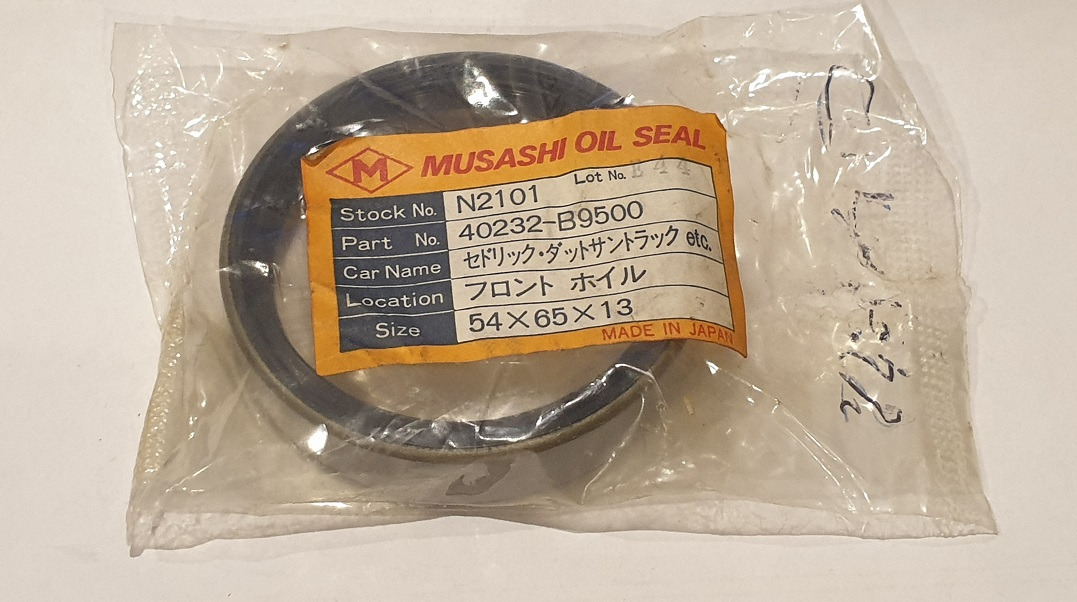 M MUSASHI OIL SEAL
Lot No.
Stock No. N2101
Part No. 40232-B9500
Car Name セドリック・ダットサントラック etc.
Location フロント ホイル
Size 54×65×13
MADE IN JAPAN